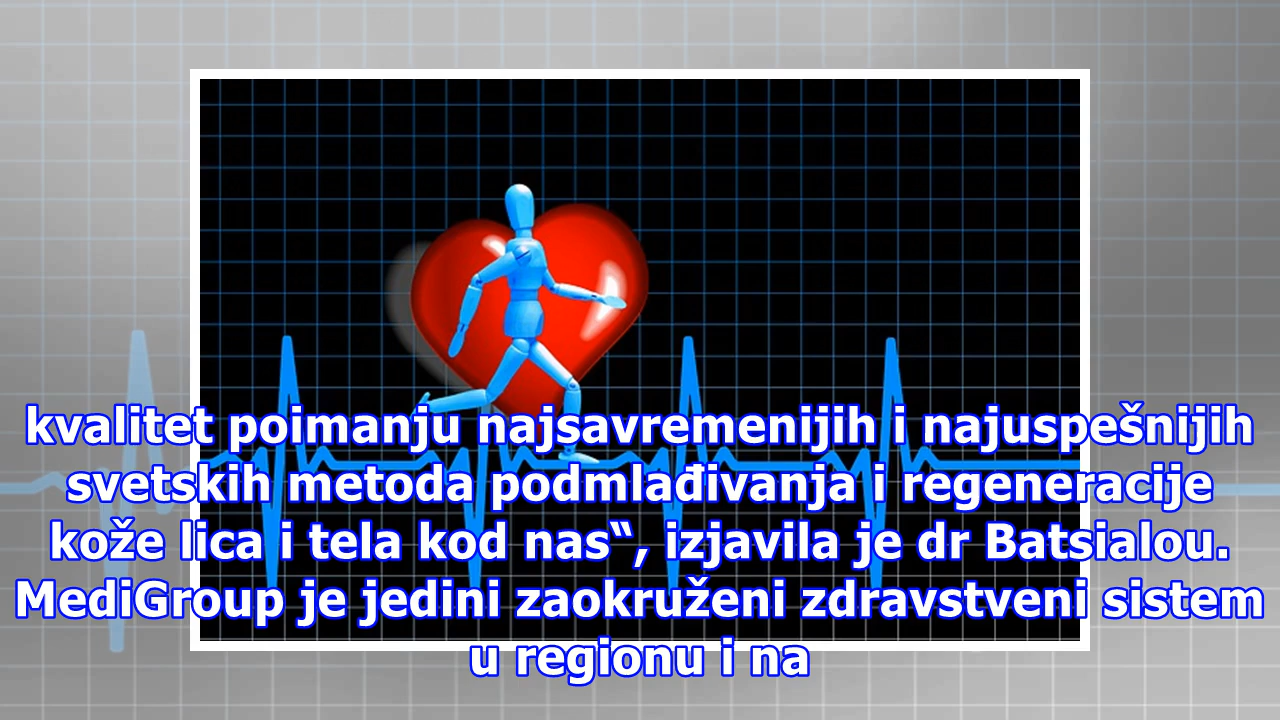 kvalitet poimanju najsavremenijih i najuspešnijih
svetskih metoda podmlađivanja i regeneracije
kože lica i tela kod nas“, izjavila je dr Batsialou.
MediGroup je jedini zaokruženi zdravstveni sistem
u regionu i na